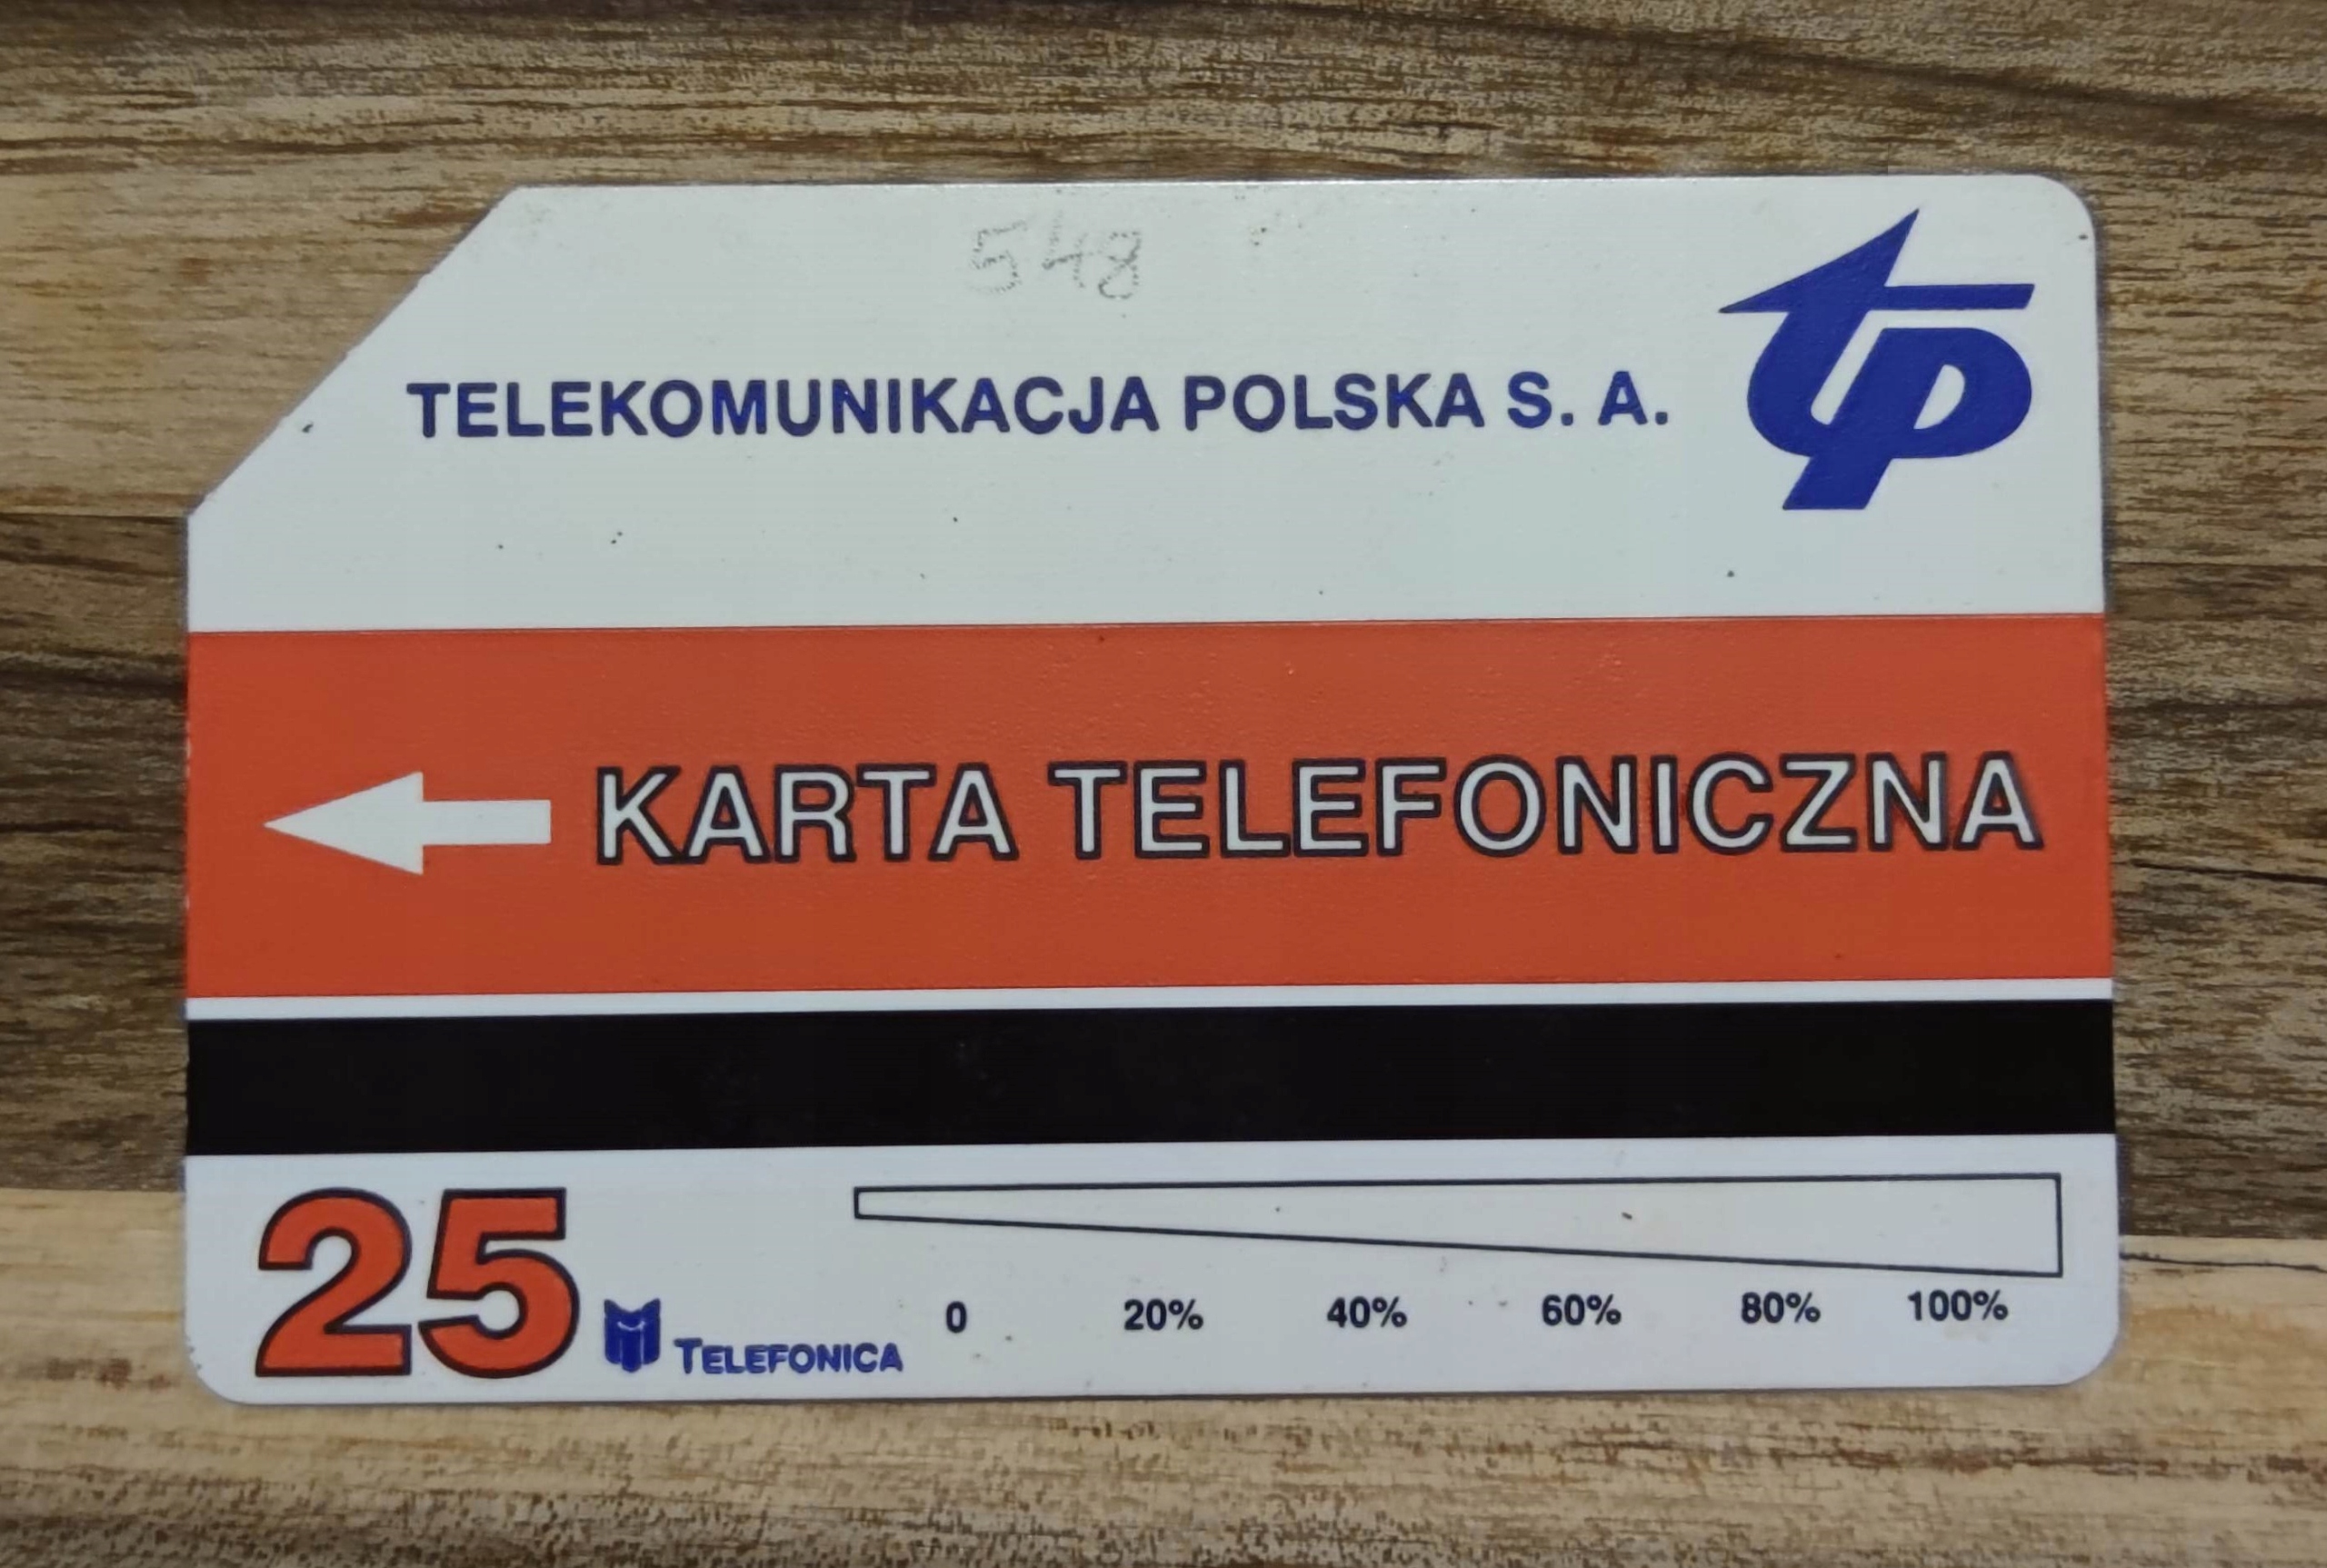 548
TELEKOMUNIKACJA POLSKA S. A.
tp
KARTA TELEFONICZNA
25
TELEFONICA
0 20% 40% 60% 80% 100%